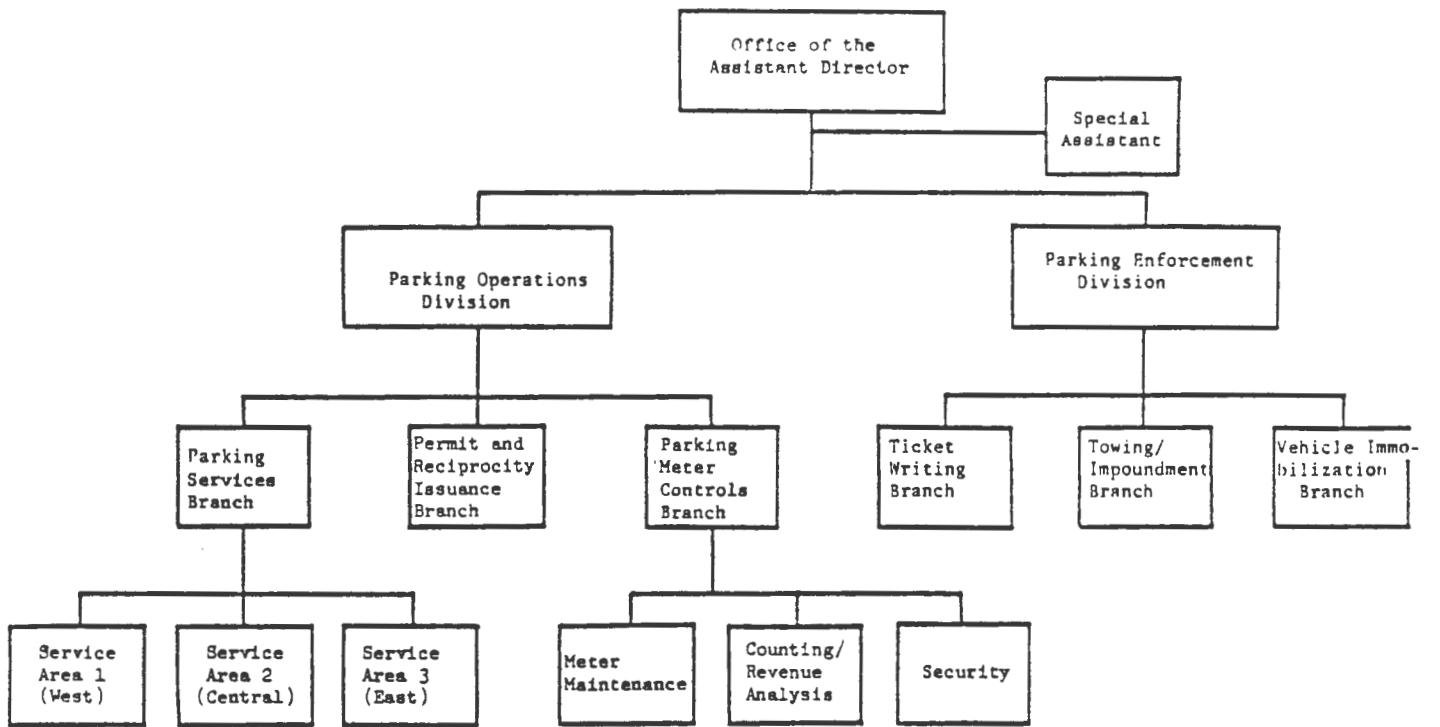 Office of the
Assistant Director
Special
Assistant
Parking Operations
Division
Parking Enforcement
Division
Parking
Services
Branch
Permit and
Reciprocity
Issuance
Branch
Parking
Meter
Controls
Branch
Ticket
Writing
Branch
Towing/
Impoundment
Branch
Vehicle Immo-
bilization
Branch
Service
Area 1
(West)
Service
Area 2
(Central)
Service
Area 3
(East)
Meter
Maintenance
Counting/
Revenue
Analysis
Security